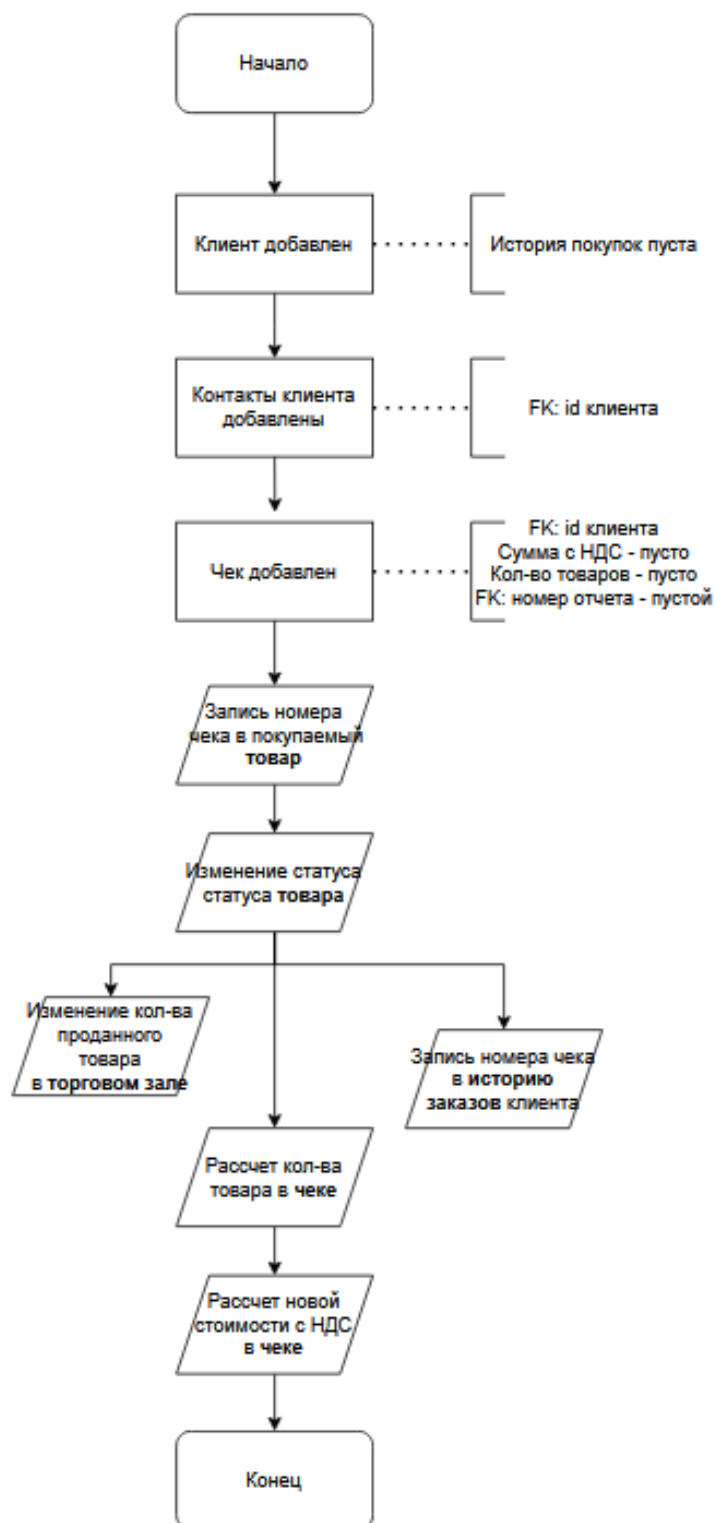 Начало
Клиент добавлен
История покупок пуста
Контакты клиента
добавлены
FK: id клиента
Чек добавлен
FK: id клиента
Сумма с НДС - пусто
Кол-во товаров - пусто
FK: номер отчета - пустой
Запись номера
чека в покупаемый
товар
Изменение статуса
статуса товара
Изменение кол-ва
проданного
товара
в торговом зале
Запись номера чека
в историю
заказов клиента
Рассчет кол-ва
товара в чеке
Рассчет новой
стоимости с НДС
в чеке
Конец